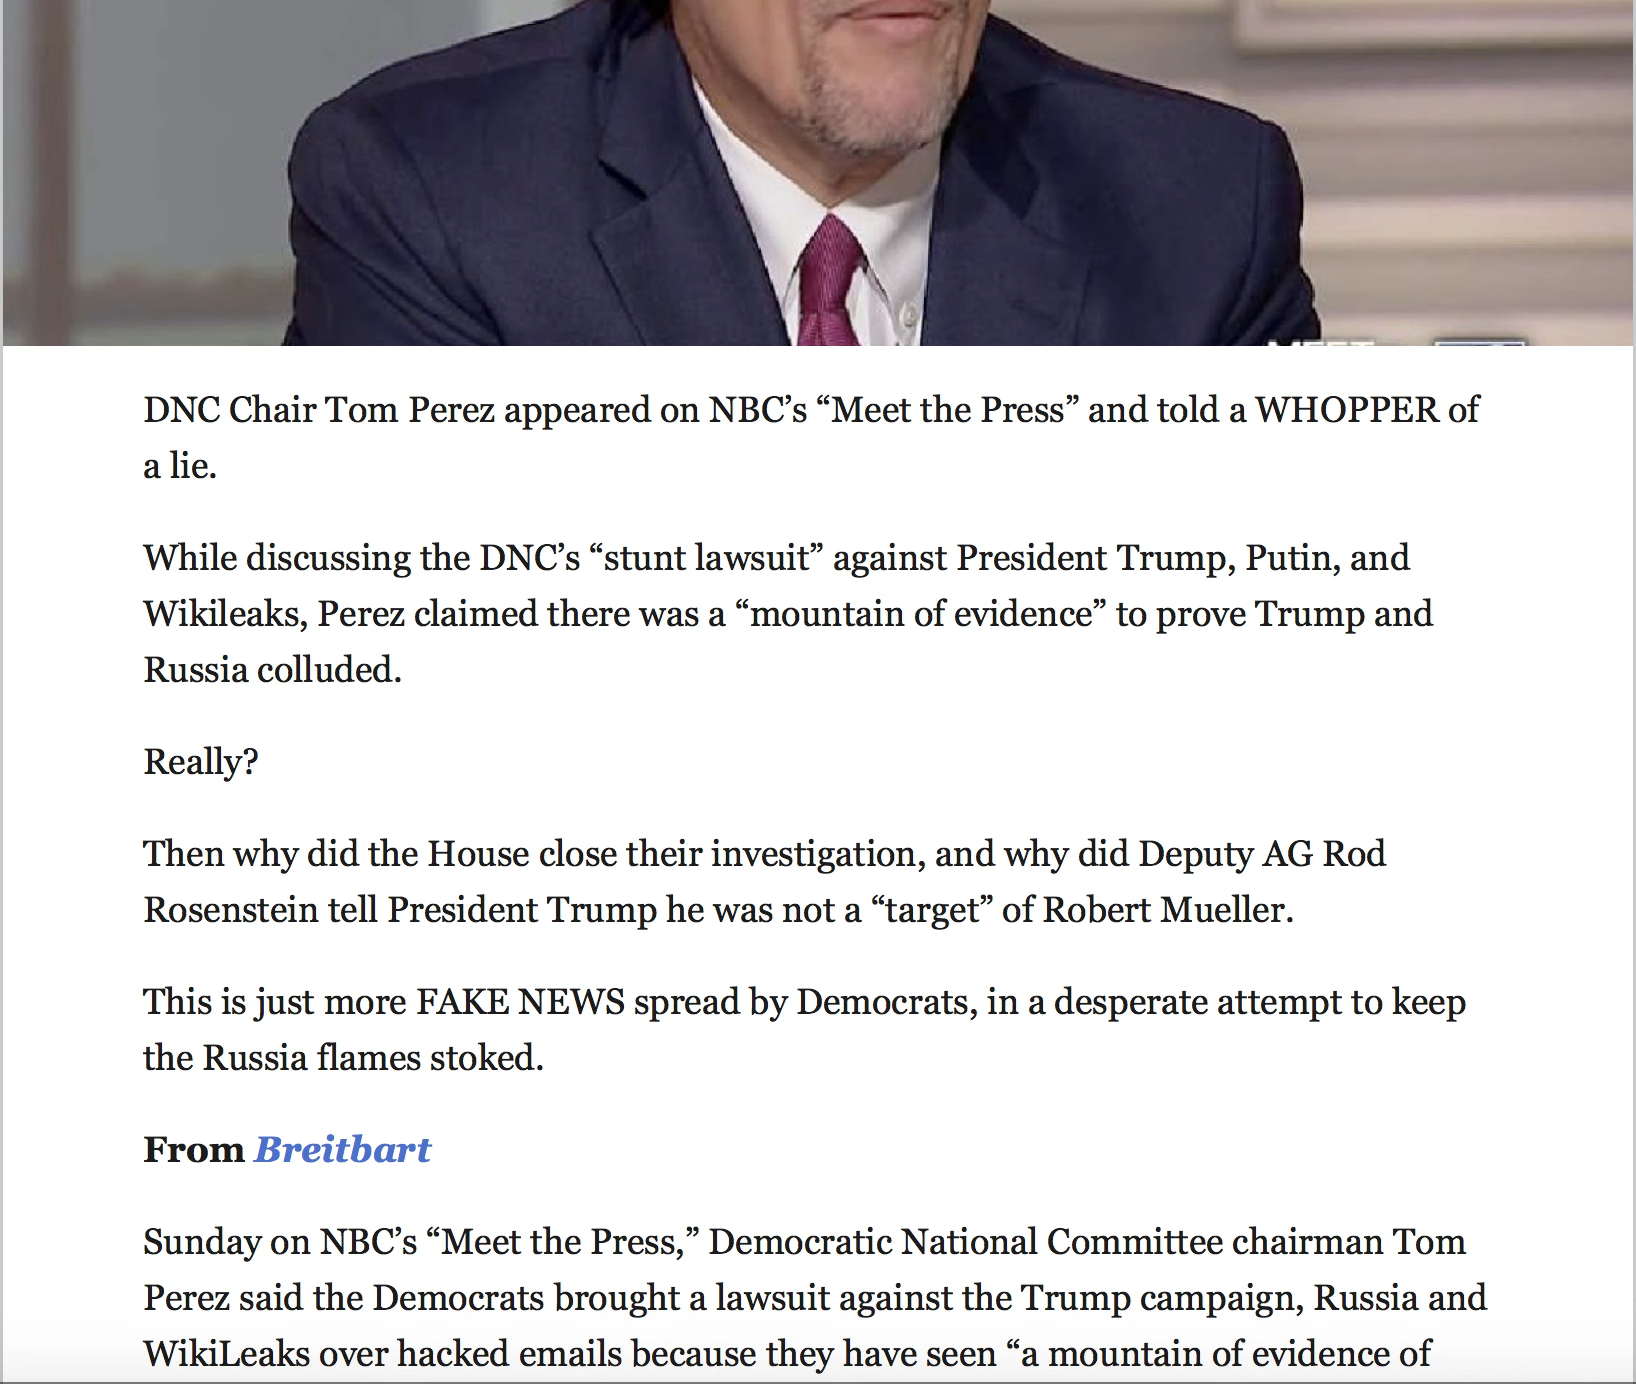 DNC Chair Tom Perez appeared on NBC’s “Meet the Press” and told a WHOPPER of
a lie.
While discussing the DNC’s “stunt lawsuit” against President Trump, Putin, and
Wikileaks, Perez claimed there was a “mountain of evidence” to prove Trump and
Russia colluded.
Really?
Then why did the House close their investigation, and why did Deputy AG Rod
Rosenstein tell President Trump he was not a “target” of Robert Mueller.
This is just more FAKE NEWS spread by Democrats, in a desperate attempt to keep
the Russia flames stoked.
From Breitbart
Sunday on NBC’s “Meet the Press,” Democratic National Committee chairman Tom
Perez said the Democrats brought a lawsuit against the Trump campaign, Russia and
WikiLeaks over hacked emails because they have seen “a mountain of evidence of